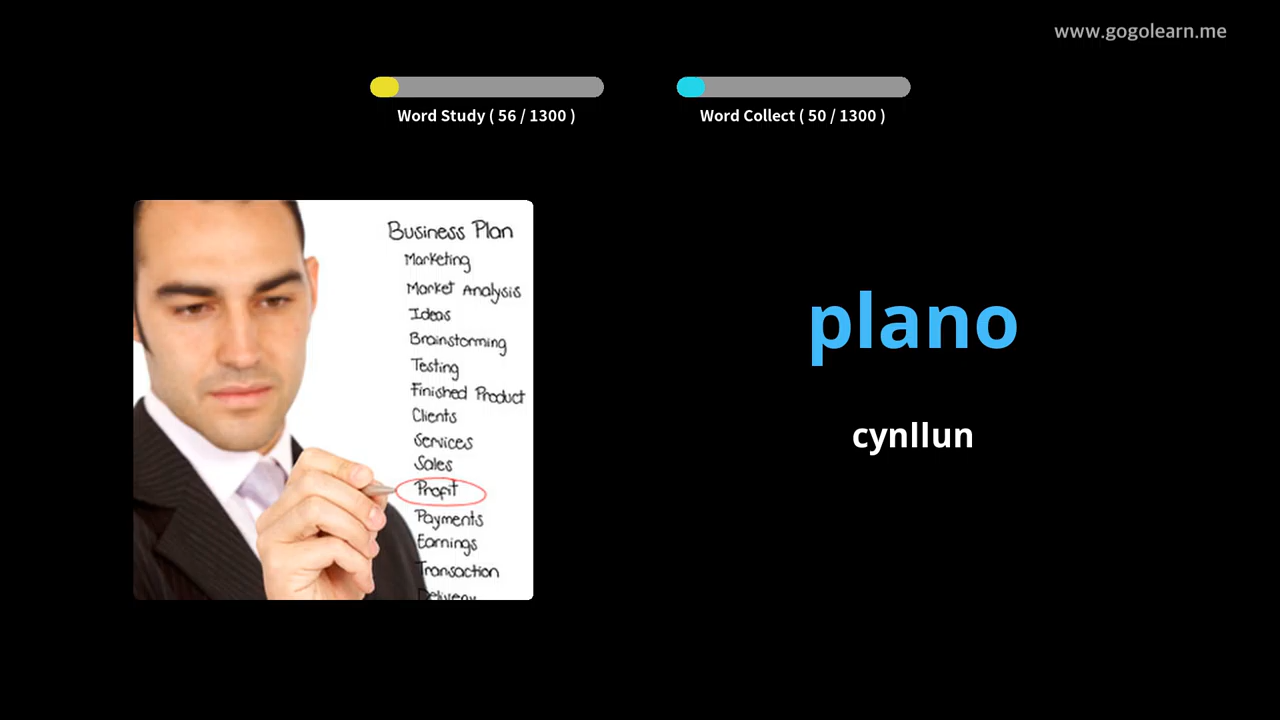 www.gogolearn.me
Word Study ( 56 / 1300 )
Word Collect ( 50 / 1300 )
Business Plan
Marketing
Market Analysis
Ideas
Brainstorming
Testing
Finished Product
Clients
Services
Sales
Profit
Payments
Earnings
Transaction
Delivery
plano
cynllun